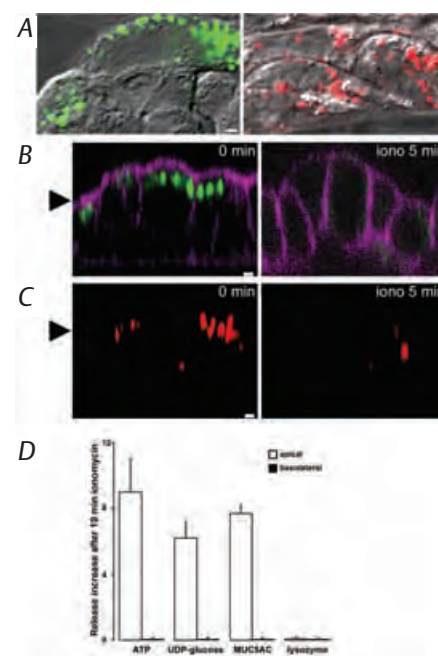 A
B
0 min
iono 5 min
C
0 min
iono 5 min
D
Release increase after 10 min ionomycin
12
8
4
0
apical
basolateral
ATP
UDP-glucose
MUC5AC
lysozyme